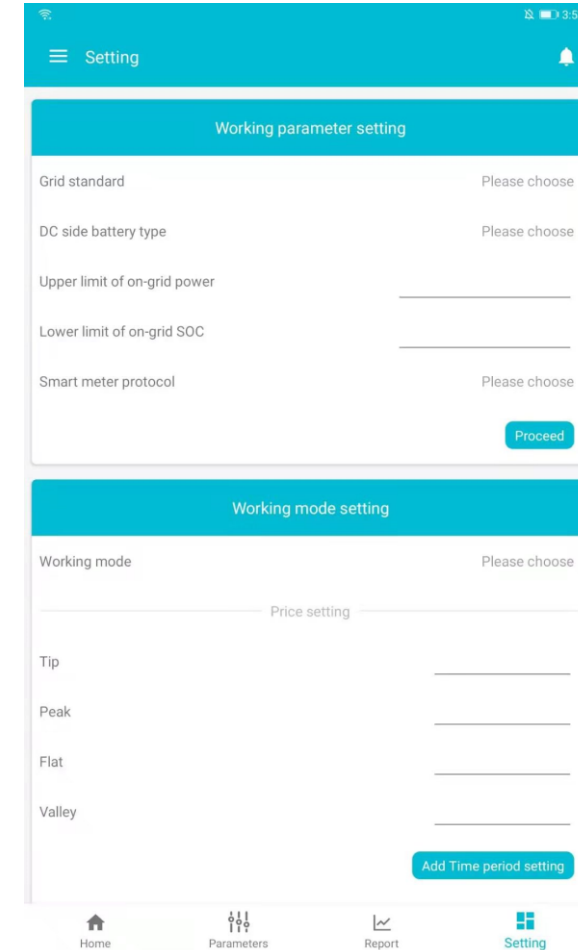 3:5
Setting
Working parameter setting
Grid standard Please choose
DC side battery type Please choose
Upper limit of on-grid power
Lower limit of on-grid SOC
Smart meter protocol Please choose
Proceed
Working mode setting
Working mode Please choose
Price setting
Tip
Peak
Flat
Valley
Add Time period setting
Home Parameters Report Setting